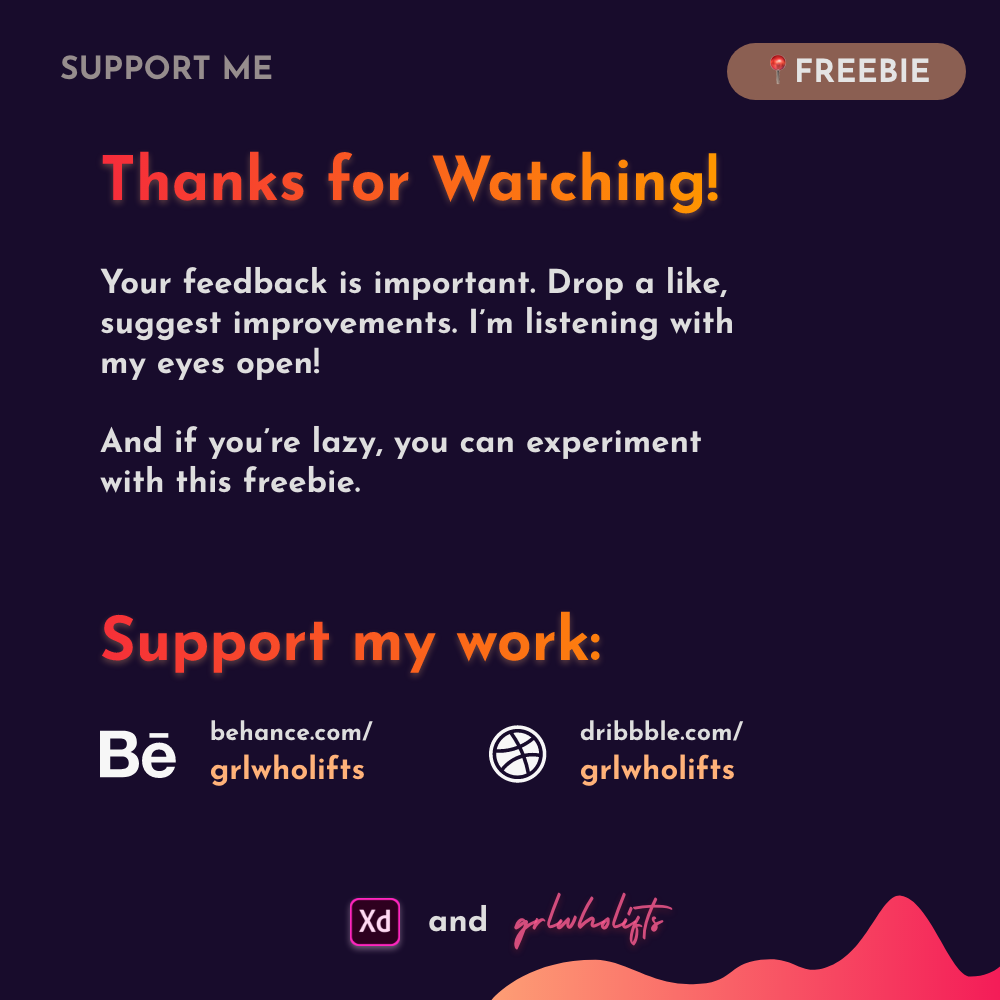 SUPPORT ME
📍FREEBIE
Thanks for Watching!
Your feedback is important. Drop a like,
suggest improvements. I’m listening with
my eyes open!
And if you’re lazy, you can experiment
with this freebie.
Support my work:
Bē
behance.com/
grlwholifts
dribbble.com/
grlwholifts
Xd and grlwholifts